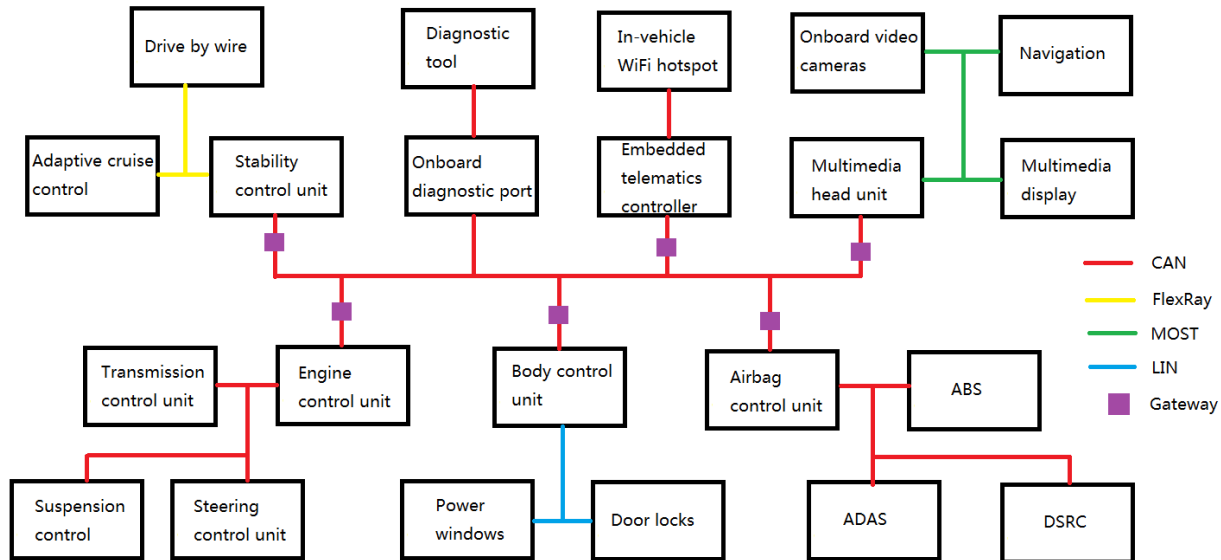 Drive by wire
Diagnostic
tool
In-vehicle
WiFi hotspot
Onboard video
cameras
Navigation
Adaptive cruise
control
Stability
control unit
Onboard
diagnostic port
Embedded
telematics
controller
Multimedia
head unit
Multimedia
display
CAN
FlexRay
MOST
LIN
Gateway
Transmission
control unit
Engine
control unit
Body control
unit
Airbag
control unit
ABS
Suspension
control
Steering
control unit
Power
windows
Door locks
ADAS
DSRC